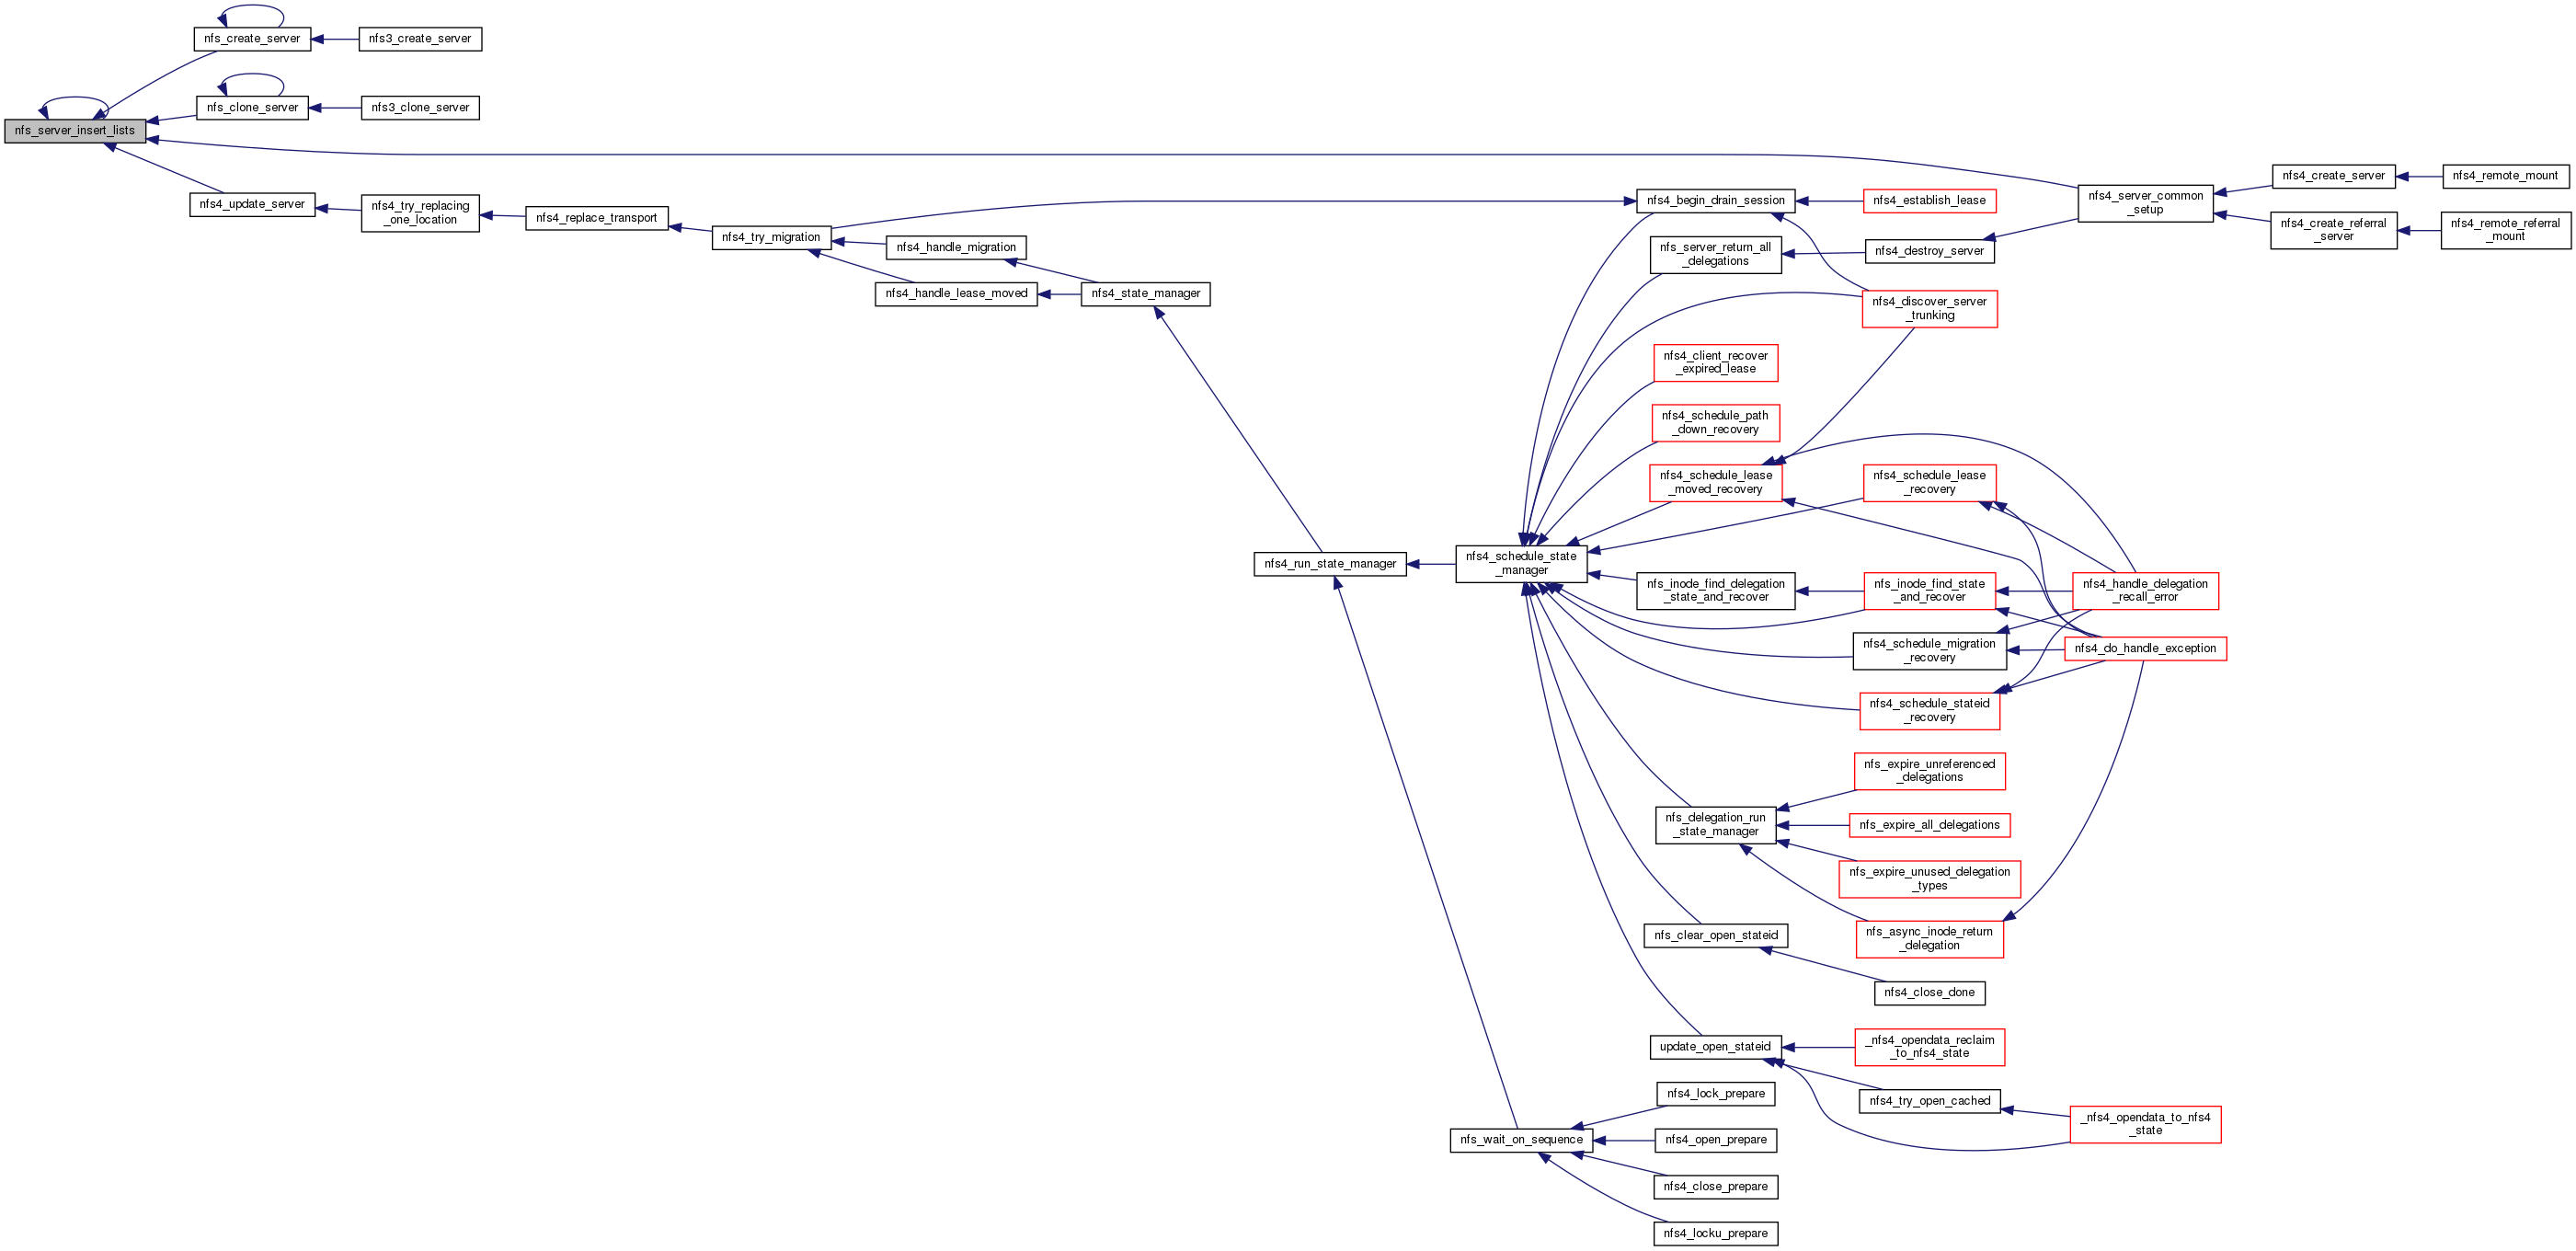 nfs_create_server
nfs3_create_server
nfs_clone_server
nfs3_clone_server
nfs_server_insert_lists
nfs4_update_server
nfs4_try_replacing
_one_location
nfs4_replace_transport
nfs4_try_migration
nfs4_handle_migration
nfs4_handle_lease_moved
nfs4_state_manager
nfs4_run_state_manager
nfs4_schedule_state
_manager
nfs_wait_on_sequence
nfs4_begin_drain_session
nfs4_establish_lease
nfs_server_return_all
_delegations
nfs4_destroy_server
nfs4_server_common
_setup
nfs4_create_server
nfs4_remote_mount
nfs4_create_referral
_server
nfs4_remote_referral
_mount
nfs4_discover_server
_trunking
nfs4_client_recover
_expired_lease
nfs4_schedule_path
_down_recovery
nfs4_schedule_lease
_moved_recovery
nfs4_schedule_lease
_recovery
nfs_inode_find_delegation
_state_and_recover
nfs_inode_find_state
_and_recover
nfs4_handle_delegation
_recall_error
nfs4_schedule_migration
_recovery
nfs4_do_handle_exception
nfs4_schedule_stateid
_recovery
nfs_expire_unreferenced
_delegations
nfs_delegation_run
_state_manager
nfs_expire_all_delegations
nfs_expire_unused_delegation
_types
nfs_async_inode_return
_delegation
nfs_clear_open_stateid
nfs4_close_done
update_open_stateid
_nfs4_opendata_reclaim
_to_nfs4_state
nfs4_try_open_cached
_nfs4_opendata_to_nfs4
_state
nfs4_lock_prepare
nfs4_open_prepare
nfs4_close_prepare
nfs4_locku_prepare